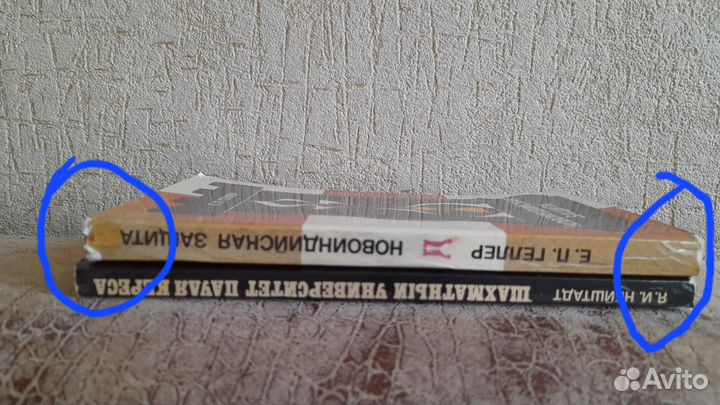 Е. П. ГЕЛЛЕР НОВОИНДИЙСКАЯ ЗАЩИТА
Я. И. НЕЙШТАДТ ШАХМАТНЫЙ УНИВЕРСИТЕТ ПАУЛЯ КЕРЕСА
Avito